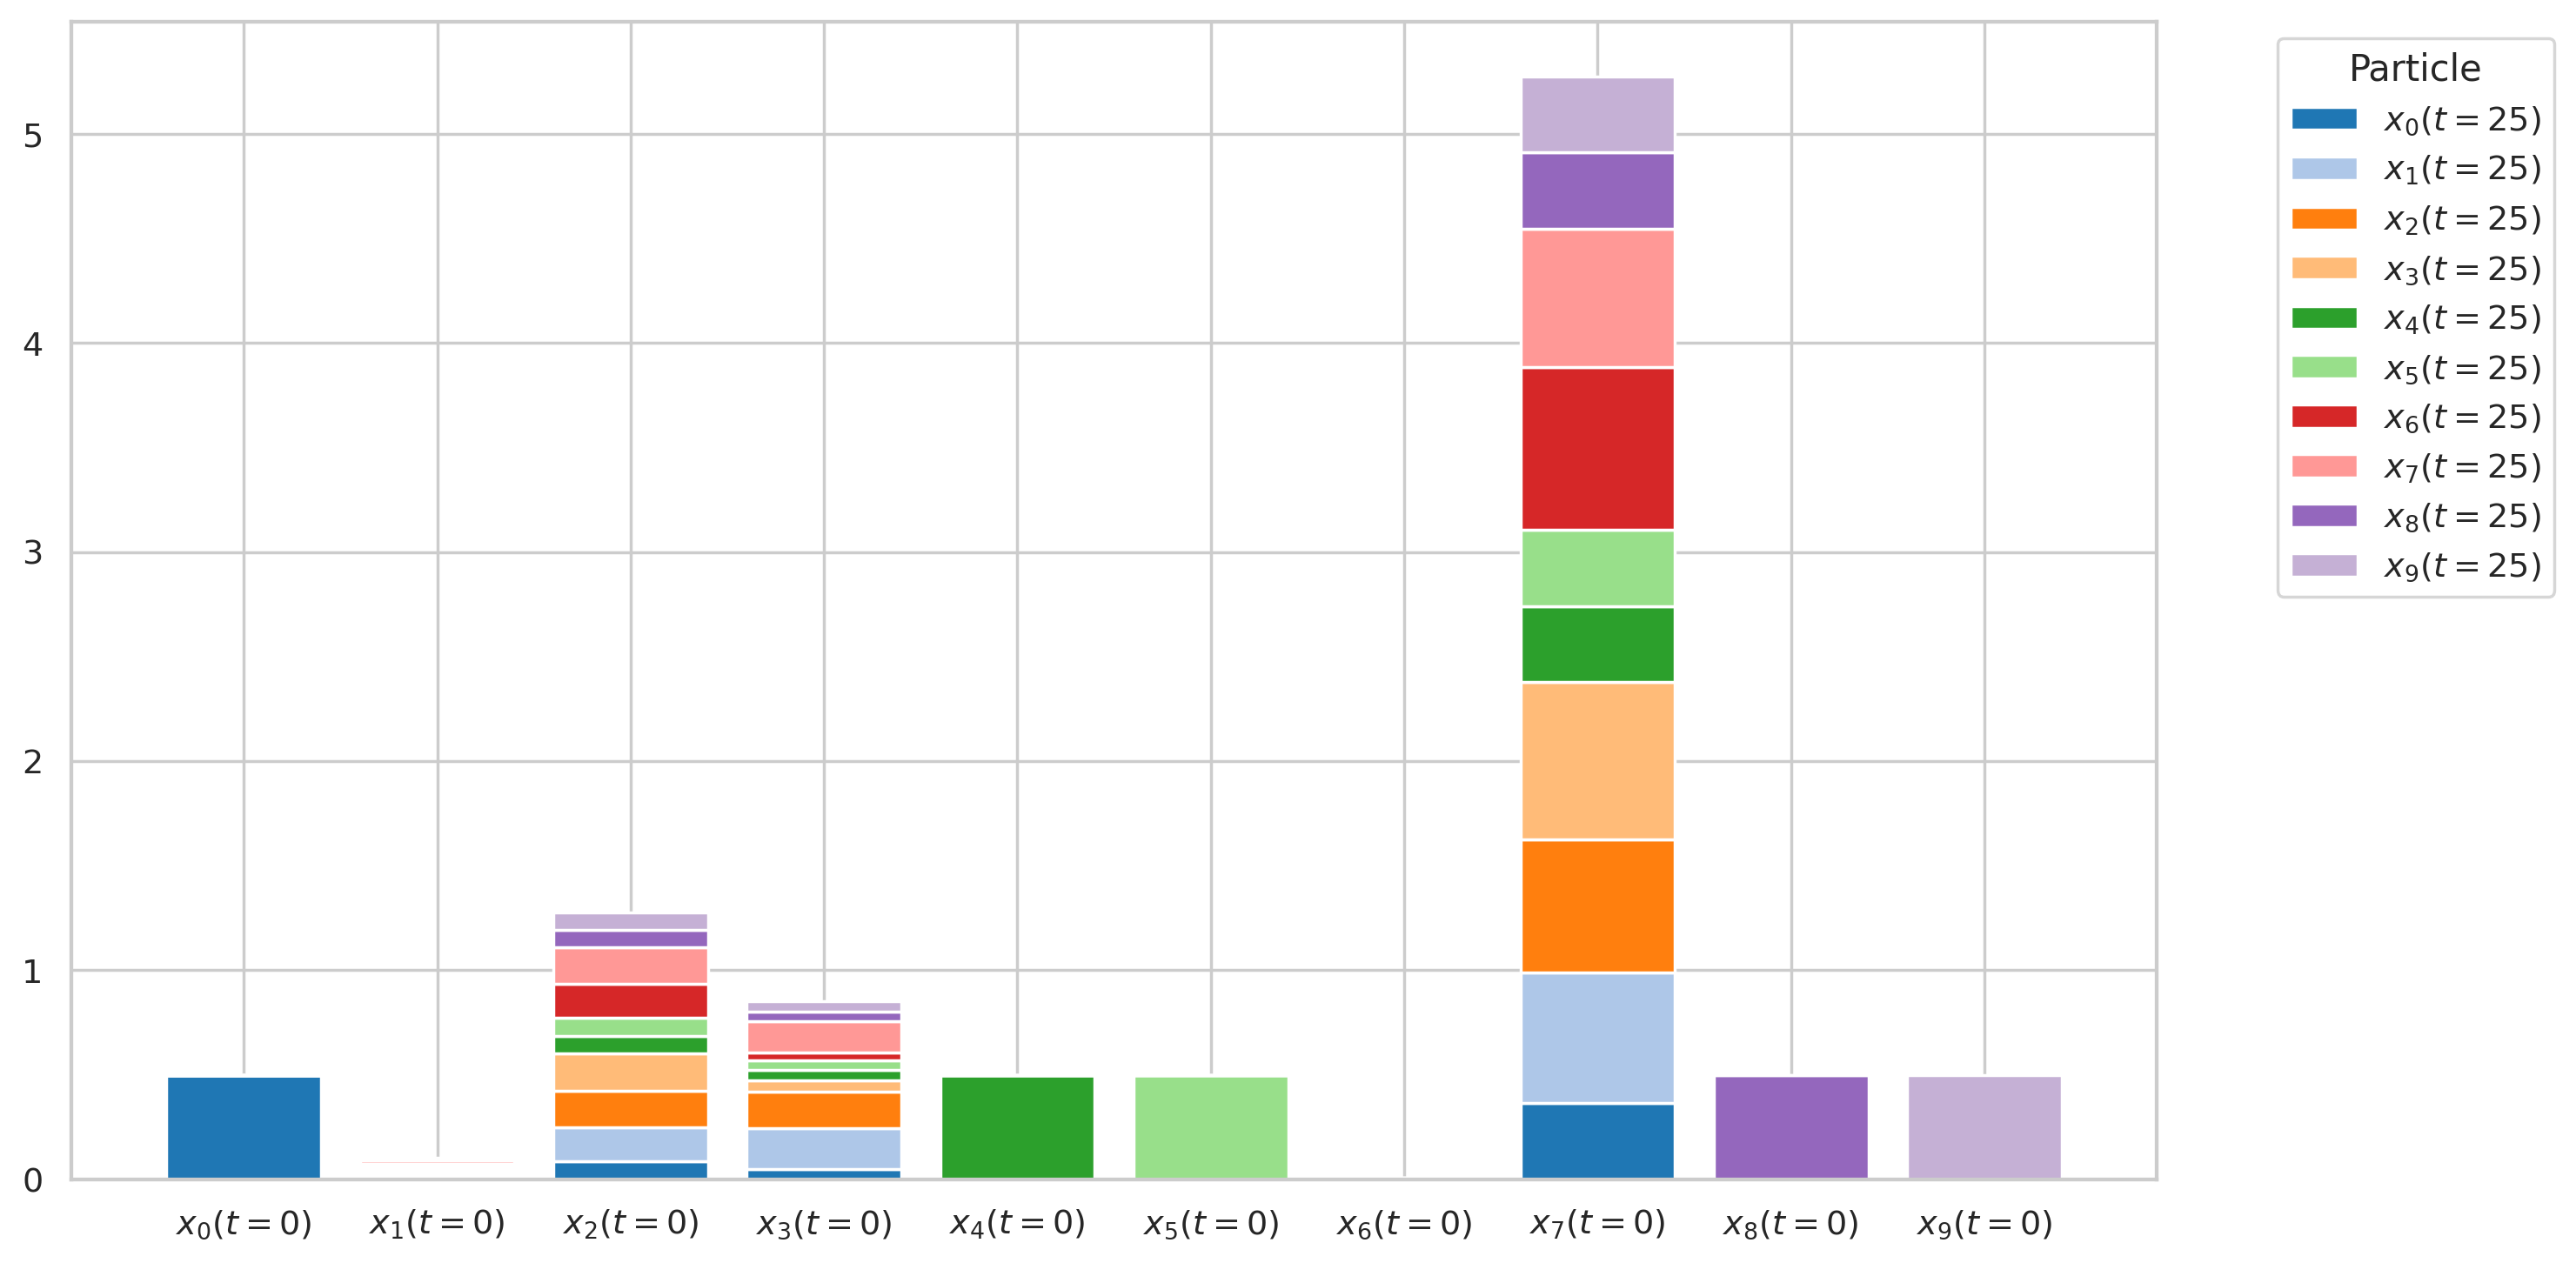 5
4
3
2
1
0
x₀(t = 0) x₁(t = 0) x₂(t = 0) x₃(t = 0) x₄(t = 0) x₅(t = 0) x₆(t = 0) x₇(t = 0) x₈(t = 0) x₉(t = 0)
Particle
x₀(t = 25)
x₁(t = 25)
x₂(t = 25)
x₃(t = 25)
x₄(t = 25)
x₅(t = 25)
x₆(t = 25)
x₇(t = 25)
x₈(t = 25)
x₉(t = 25)